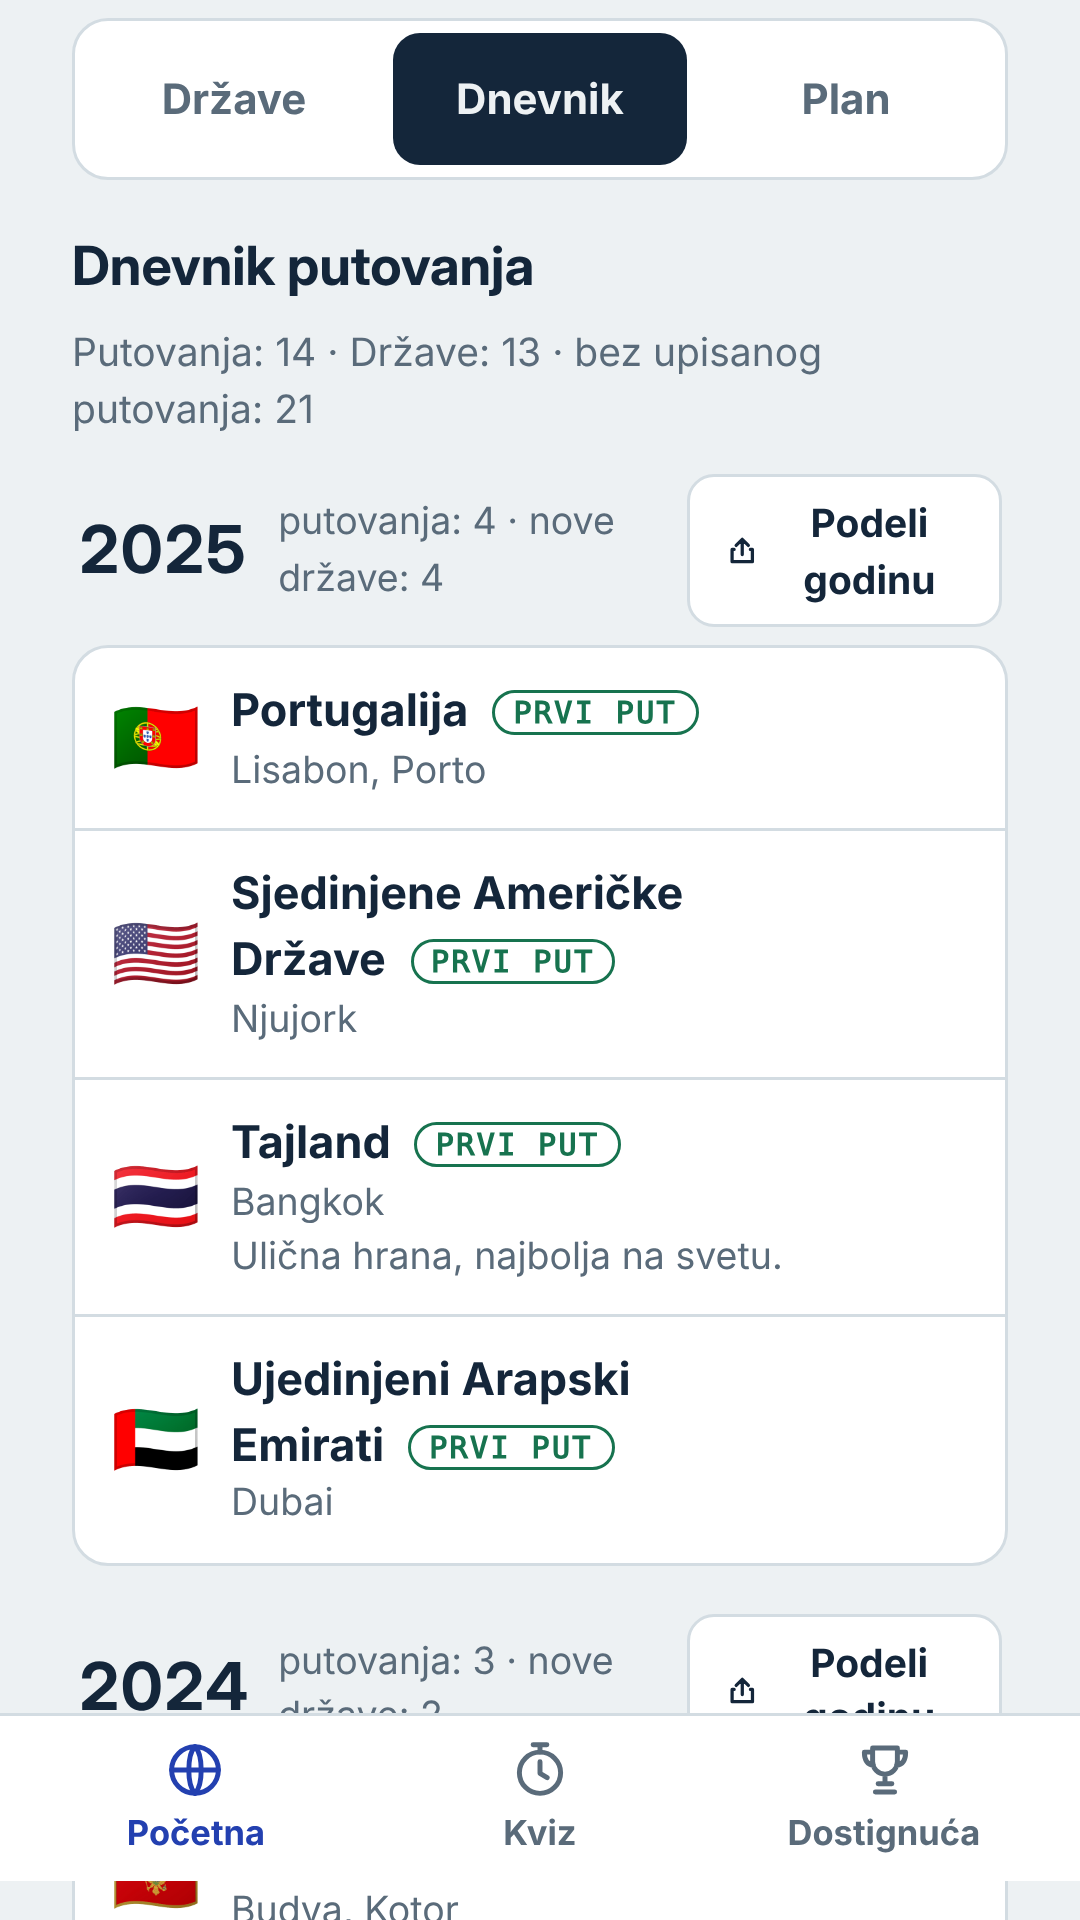 Države
Dnevnik
Plan
Dnevnik putovanja
Putovanja: 14 · Države: 13 · bez upisanog
putovanja: 21
2025
putovanja: 4 · nove
države: 4
Podeli
godinu
Portugalija PRVI PUT
Lisabon, Porto
Sjedinjene Američke
Države PRVI PUT
Njujork
Tajland PRVI PUT
Bangkok
Ulična hrana, najbolja na svetu.
Ujedinjeni Arapski
Emirati PRVI PUT
Dubai
2024
putovanja: 3 · nove
države: 2
Podeli
godinu
Početna
Kviz
Dostignuća
Budva, Kotor